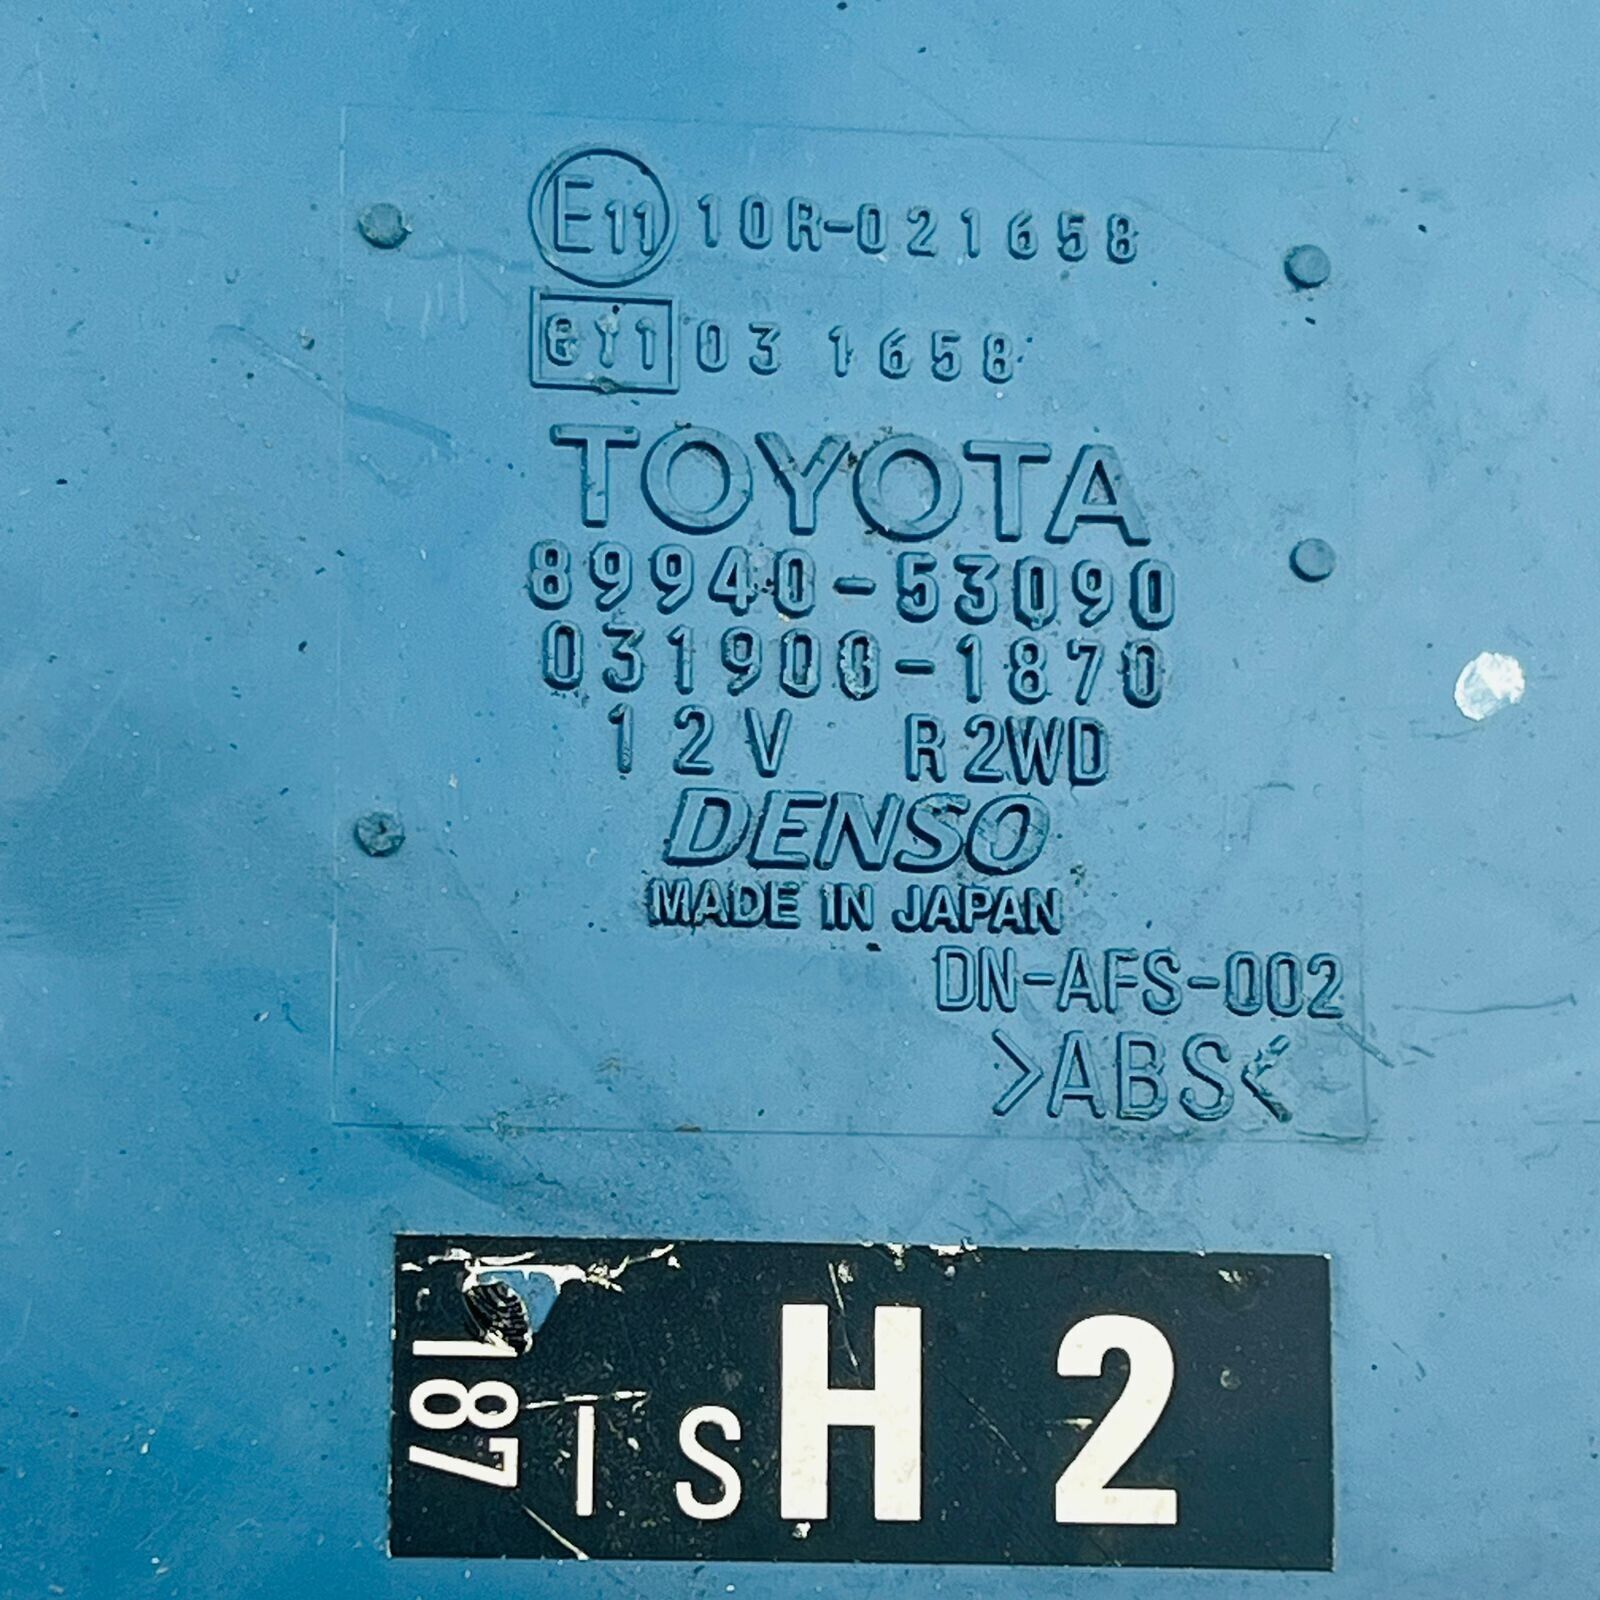 E11 10R-021658
e11 03 1658
TOYOTA
89940-53090
031900-1870
12V R2WD
DENSO
MADE IN JAPAN
DN-AFS-002
>ABS<
187
IS H 2